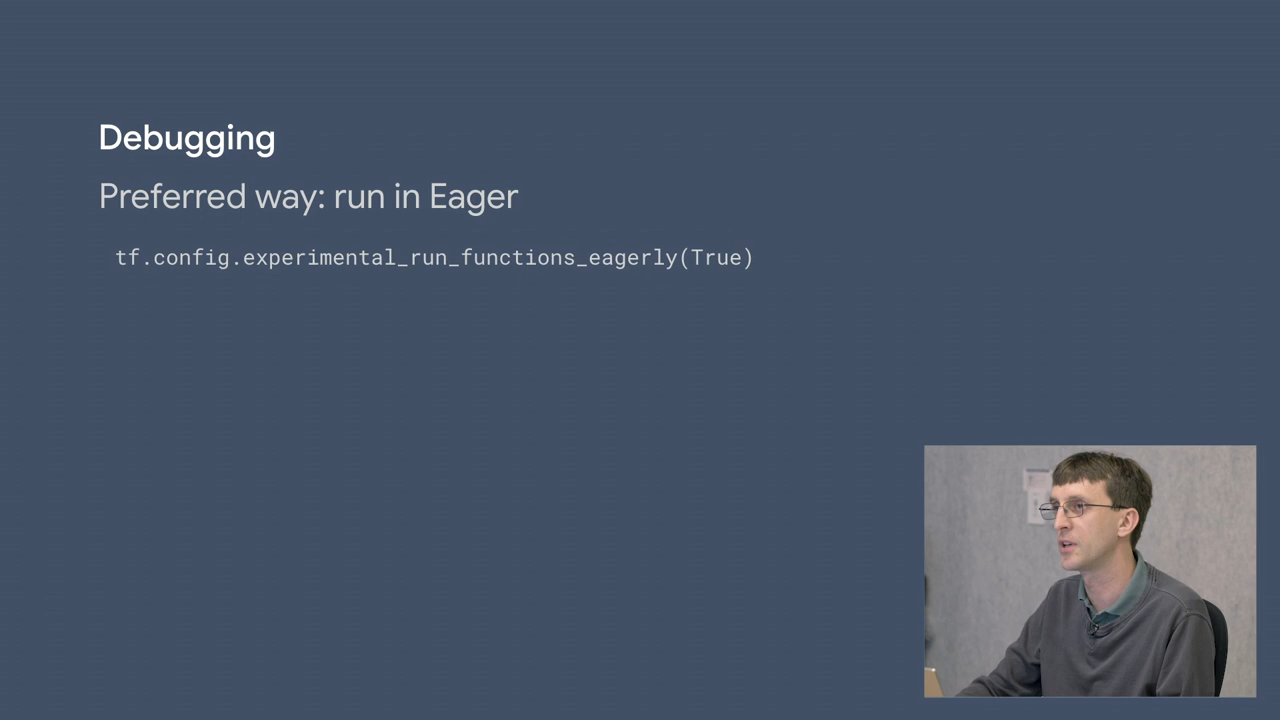 Debugging
Preferred way: run in Eager
tf.config.experimental_run_functions_eagerly(True)